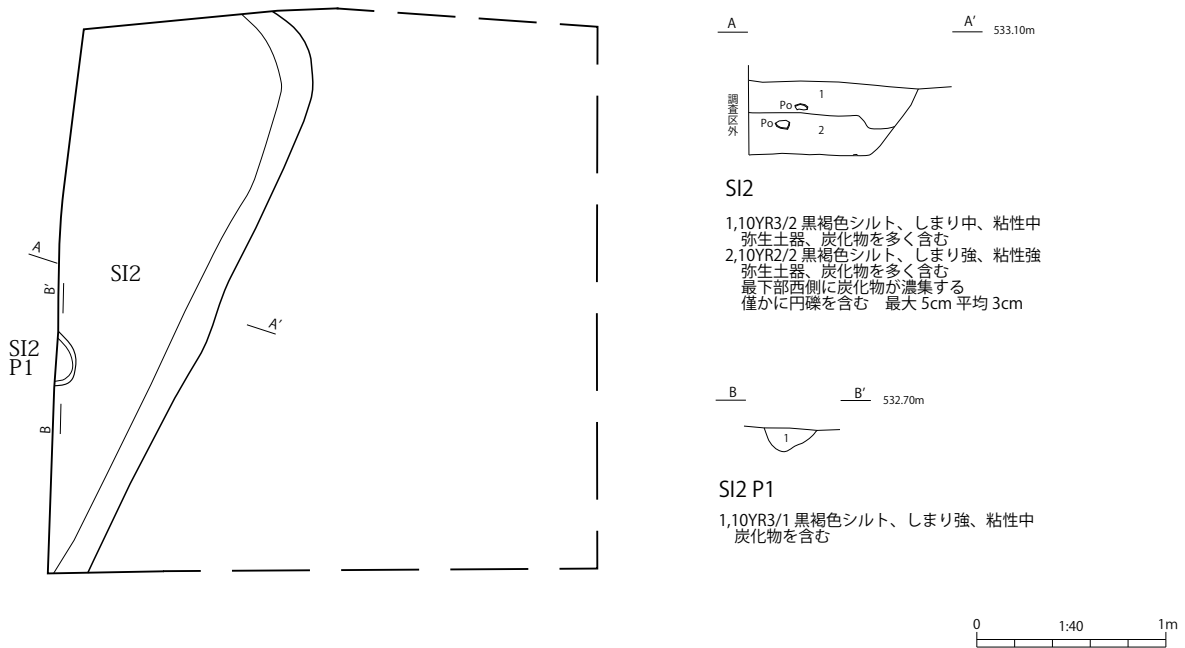 A
A′
SI2
B′
SI2
P1
B
A
A′
533.10m
調査区外
1
Po
Po
2
SI2
1,10YR3/2 黒褐色シルト、しまり中、粘性中
弥生土器、炭化物を多く含む
2,10YR2/2 黒褐色シルト、しまり強、粘性強
弥生土器、炭化物を多く含む
最下部西側に炭化物が濃集する
僅かに円礫を含む　最大 5cm 平均 3cm
B
B′
532.70m
1
SI2 P1
1,10YR3/1 黒褐色シルト、しまり強、粘性中
炭化物を含む
0
1:40
1m